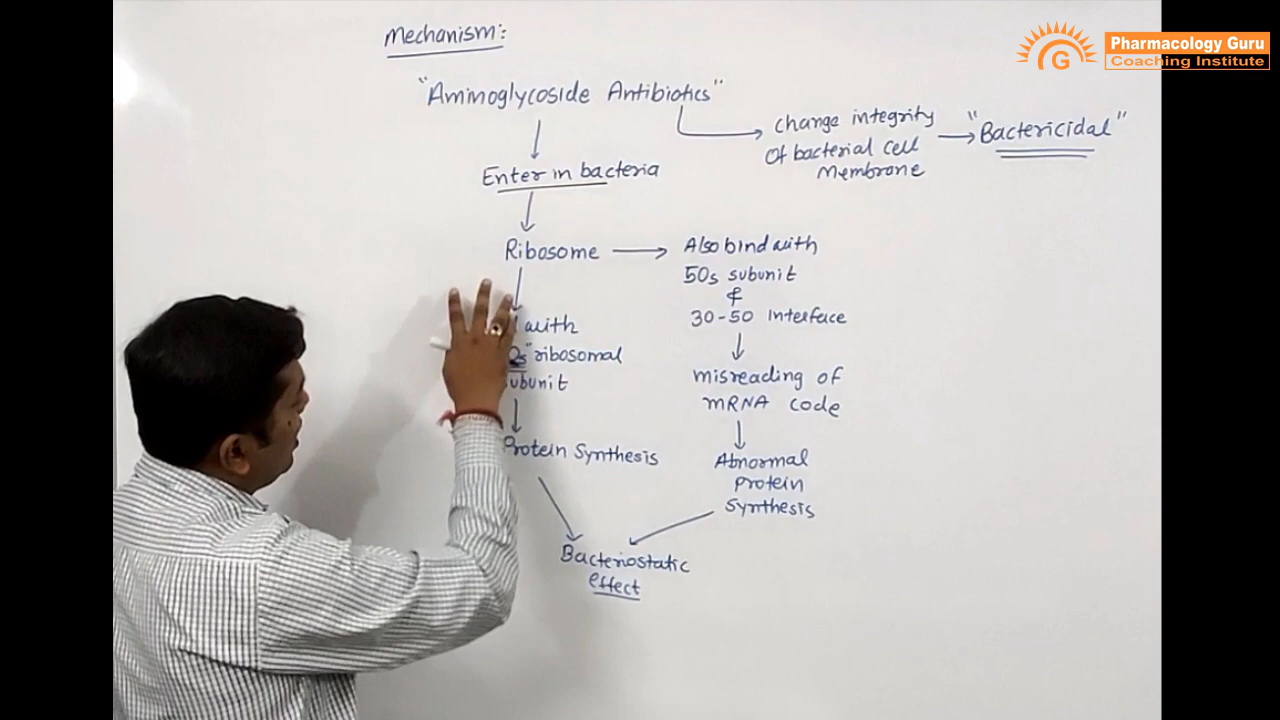 Mechanism:
"Aminoglycoside Antibiotics"
Enter in bacteria
Ribosome
with
ribosomal
Protein Synthesis
Also bind with
50s subunit
&
30-50 Interface
misreading of
mRNA code
Abnormal
Protein
Synthesis
Bacteriostatic
effect
change integrity
Of bacterial cell
Membrane
"Bactericidal"
Pharmacology Guru
Coaching Institute
G